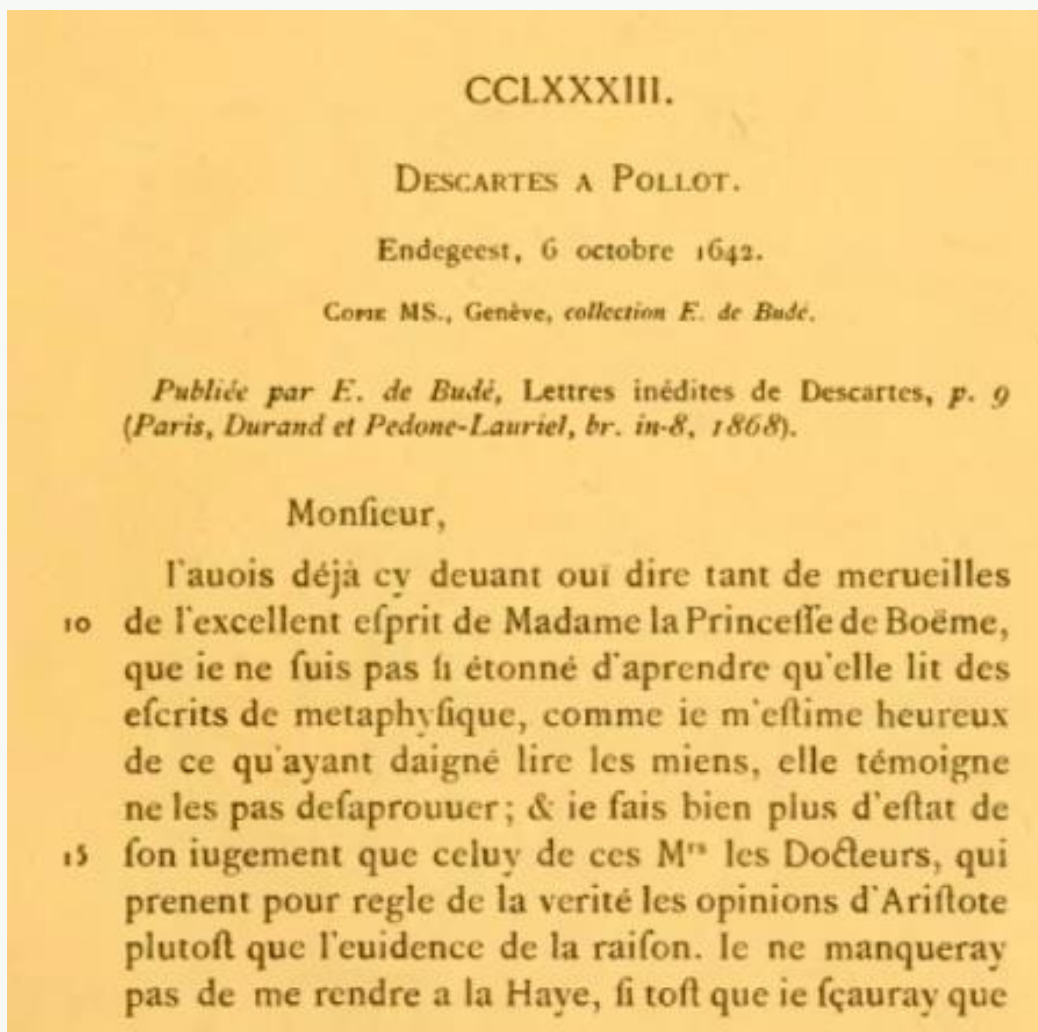 CCLXXXIII.
DESCARTES A POLLOT.
Endegeest, 6 octobre 1642.
COPIE MS., Genève, collection E. de Budé.
Publiée par E. de Budé, Lettres inédites de Descartes, p. 9
(Paris, Durand et Pedone-Lauriel, br. in-8, 1868).
Monſieur,
I'auois déjà cy deuant ouï dire tant de merueilles
10 de l'excellent eſprit de Madame la Princeſſe de Boëme,
que ie ne ſuis pas ſi étonné d'aprendre qu'elle lit des
eſcrits de metaphyſique, comme ie m'eſtime heureux
de ce qu'ayant daigné lire les miens, elle témoigne
ne les pas deſaprouuer; & ie fais bien plus d'eſtat de
15 ſon iugement que celuy de ces Mʳˢ les Docteurs, qui
prenent pour regle de la verité les opinions d'Ariſtote
plutoſt que l'euidence de la raiſon. Ie ne manqueray
pas de me rendre a la Haye, ſi toſt que ie ſçauray que